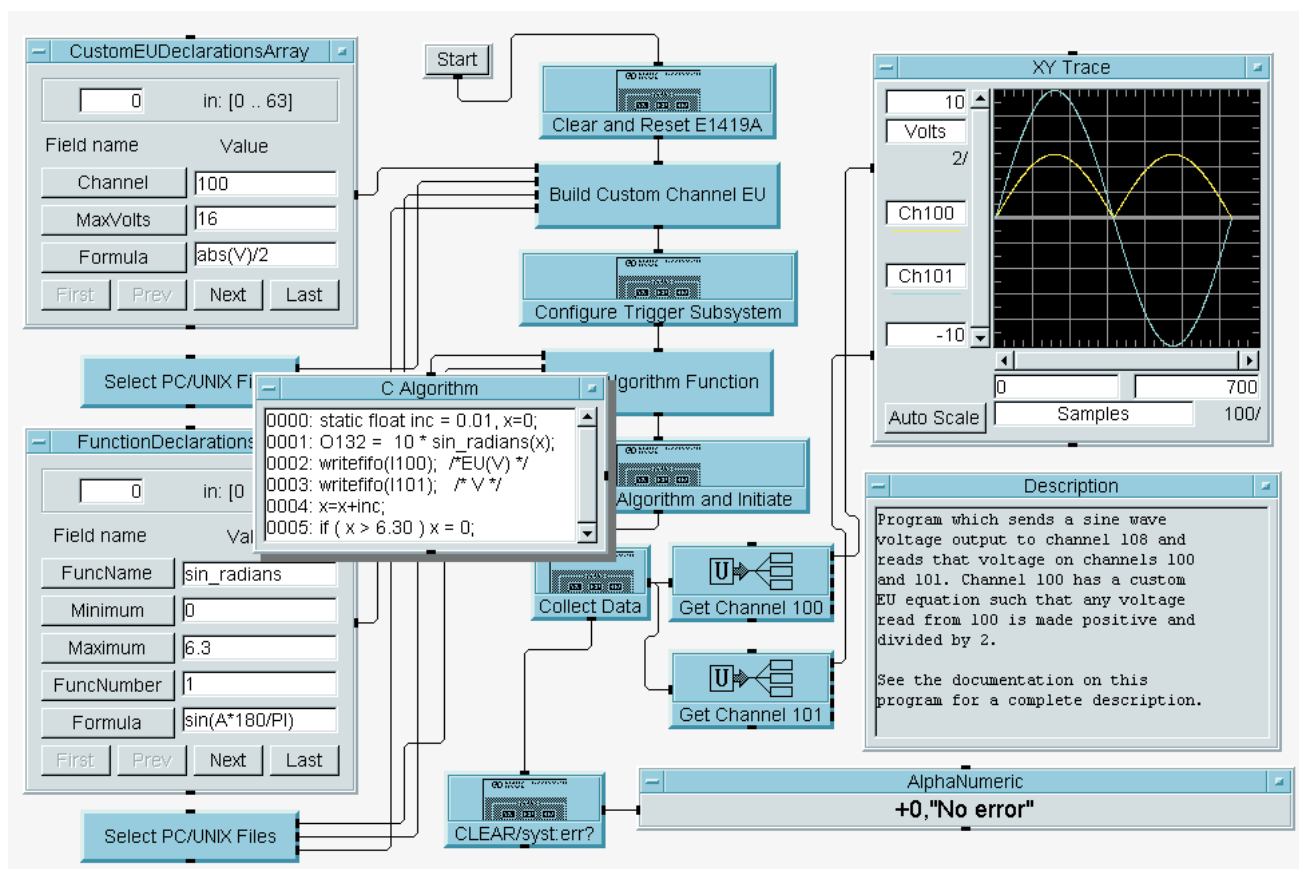 CustomEUDeclarationsArray
0 in: [0 .. 63]
Field name Value
Channel 100
MaxVolts 16
Formula abs(V)/2
First Prev Next Last
Start
Clear and Reset E1419A
Build Custom Channel EU
Configure Trigger Subsystem
XY Trace
10
Volts
2/
Ch100
Ch101
-10
0 700
Auto Scale Samples 100/
Select PC/UNIX Fi
lgorithm Function
Algorithm and Initiate
C Algorithm
0000: static float inc = 0.01, x=0;
0001: O132 = 10 * sin_radians(x);
0002: writefifo(I100); /*EU(V) */
0003: writefifo(I101); /* V */
0004: x=x+inc;
0005: if ( x > 6.30 ) x = 0;
FunctionDeclarations
0 in: [0
Field name Val
FuncName sin_radians
Minimum 0
Maximum 6.3
FuncNumber 1
Formula sin(A*180/PI)
First Prev Next Last
Select PC/UNIX Files
Collect Data
Get Channel 100
Get Channel 101
Description
Program which sends a sine wave
voltage output to channel 108 and
reads that voltage on channels 100
and 101. Channel 100 has a custom
EU equation such that any voltage
read from 100 is made positive and
divided by 2.
See the documentation on this
program for a complete description.
CLEAR/syst:err?
AlphaNumeric
+0,"No error"